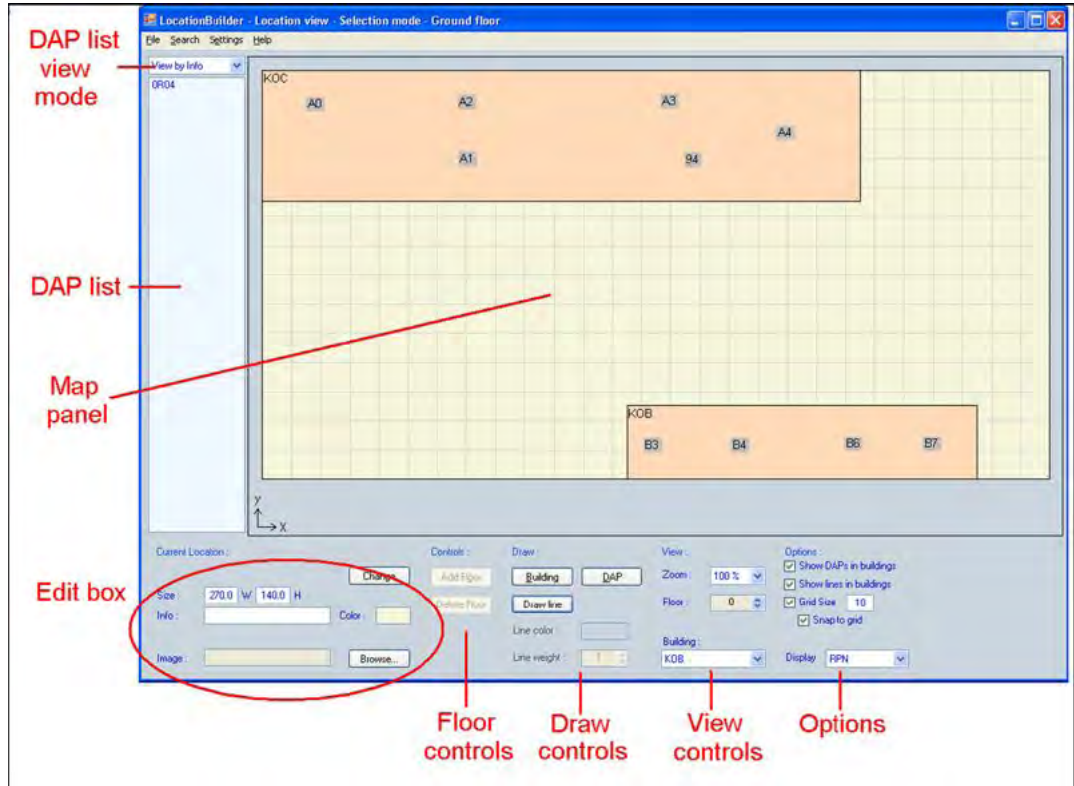 LocationBuilder - Location view - Selection mode - Ground floor
File Search Settings Help
DAP list
view
mode
View by Info
0R04
KOC
A0
A2
A3
A4
A1
94
DAP list
Map
panel
KOB
B3
B4
B6
B7
y
x
Edit box
Current Location :
Change
Size : 270.0 W 140.0 H
Info :
Color :
Image :
Browse...
Controls :
Add Floor
Delete Floor
Draw :
Building
DAP
Draw line
Line color
Line weight : 1
View :
Zoom : 100 %
Floor : 0
Building :
KOB
Options :
Show DAPs in buildings
Show lines in buildings
Grid Size 10
Snap to grid
Display RPN
Floor
controls
Draw
controls
View
controls
Options